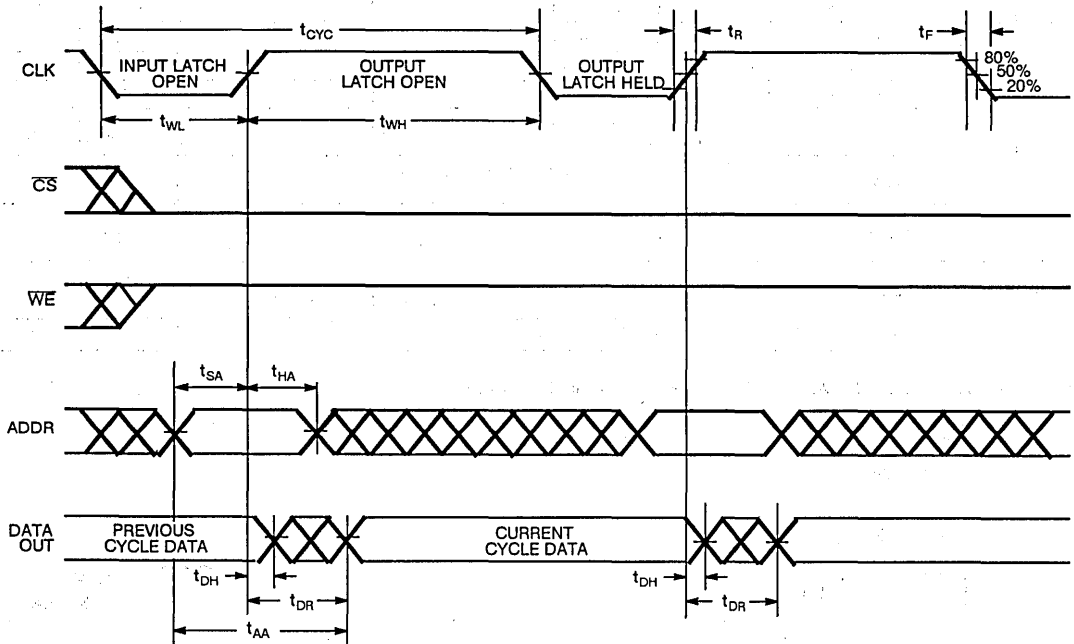 tCYC
tR
tF
CLK
INPUT LATCH
OPEN
OUTPUT
LATCH OPEN
OUTPUT
LATCH HELD
80%
50%
20%
tWL
tWH
CS
WE
tSA
tHA
ADDR
DATA
OUT
PREVIOUS
CYCLE DATA
CURRENT
CYCLE DATA
tDH
tDR
tDH
tDR
tAA